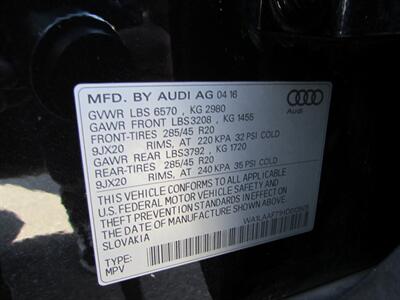 MFD. BY AUDI AG 04 16
Audi
GVWR LBS 6570 , KG 2980
GAWR FRONT LBS3208 , KG 1455
FRONT-TIRES 285/45 R20
9JX20 RIMS, AT 220 KPA 32 PSI COLD
GAWR REAR LBS3792 , KG 1720
REAR-TIRES 285/45 R20
9JX20 RIMS, AT 240 KPA 35 PSI COLD
THIS VEHICLE CONFORMS TO ALL APPLICABLE
U.S. FEDERAL MOTOR VEHICLE SAFETY AND
THEFT PREVENTION STANDARDS IN EFFECT ON
THE DATE OF MANUFACTURE SHOWN ABOVE.
SLOVAKIA
TYPE:
MPV